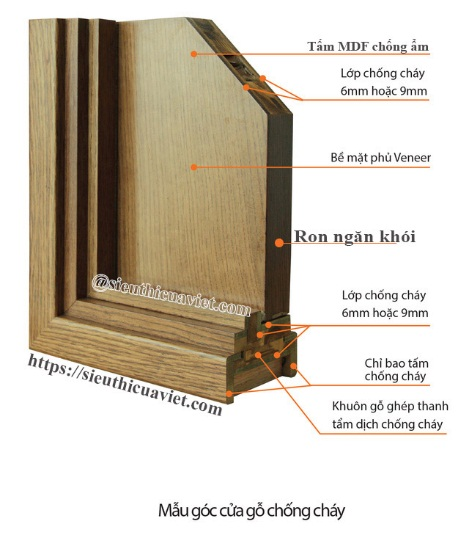 Tấm MDF chống ẩm
Lớp chống cháy
6mm hoặc 9mm
Bề mặt phủ Veneer
Ron ngăn khói
@sieuthicuaviet.com
Lớp chống cháy
6mm hoặc 9mm
https://sieuthicuaviet.com
Chỉ bao tấm
chống cháy
Khuôn gỗ ghép thanh
tẩm dịch chống cháy
Mẫu góc cửa gỗ chống cháy